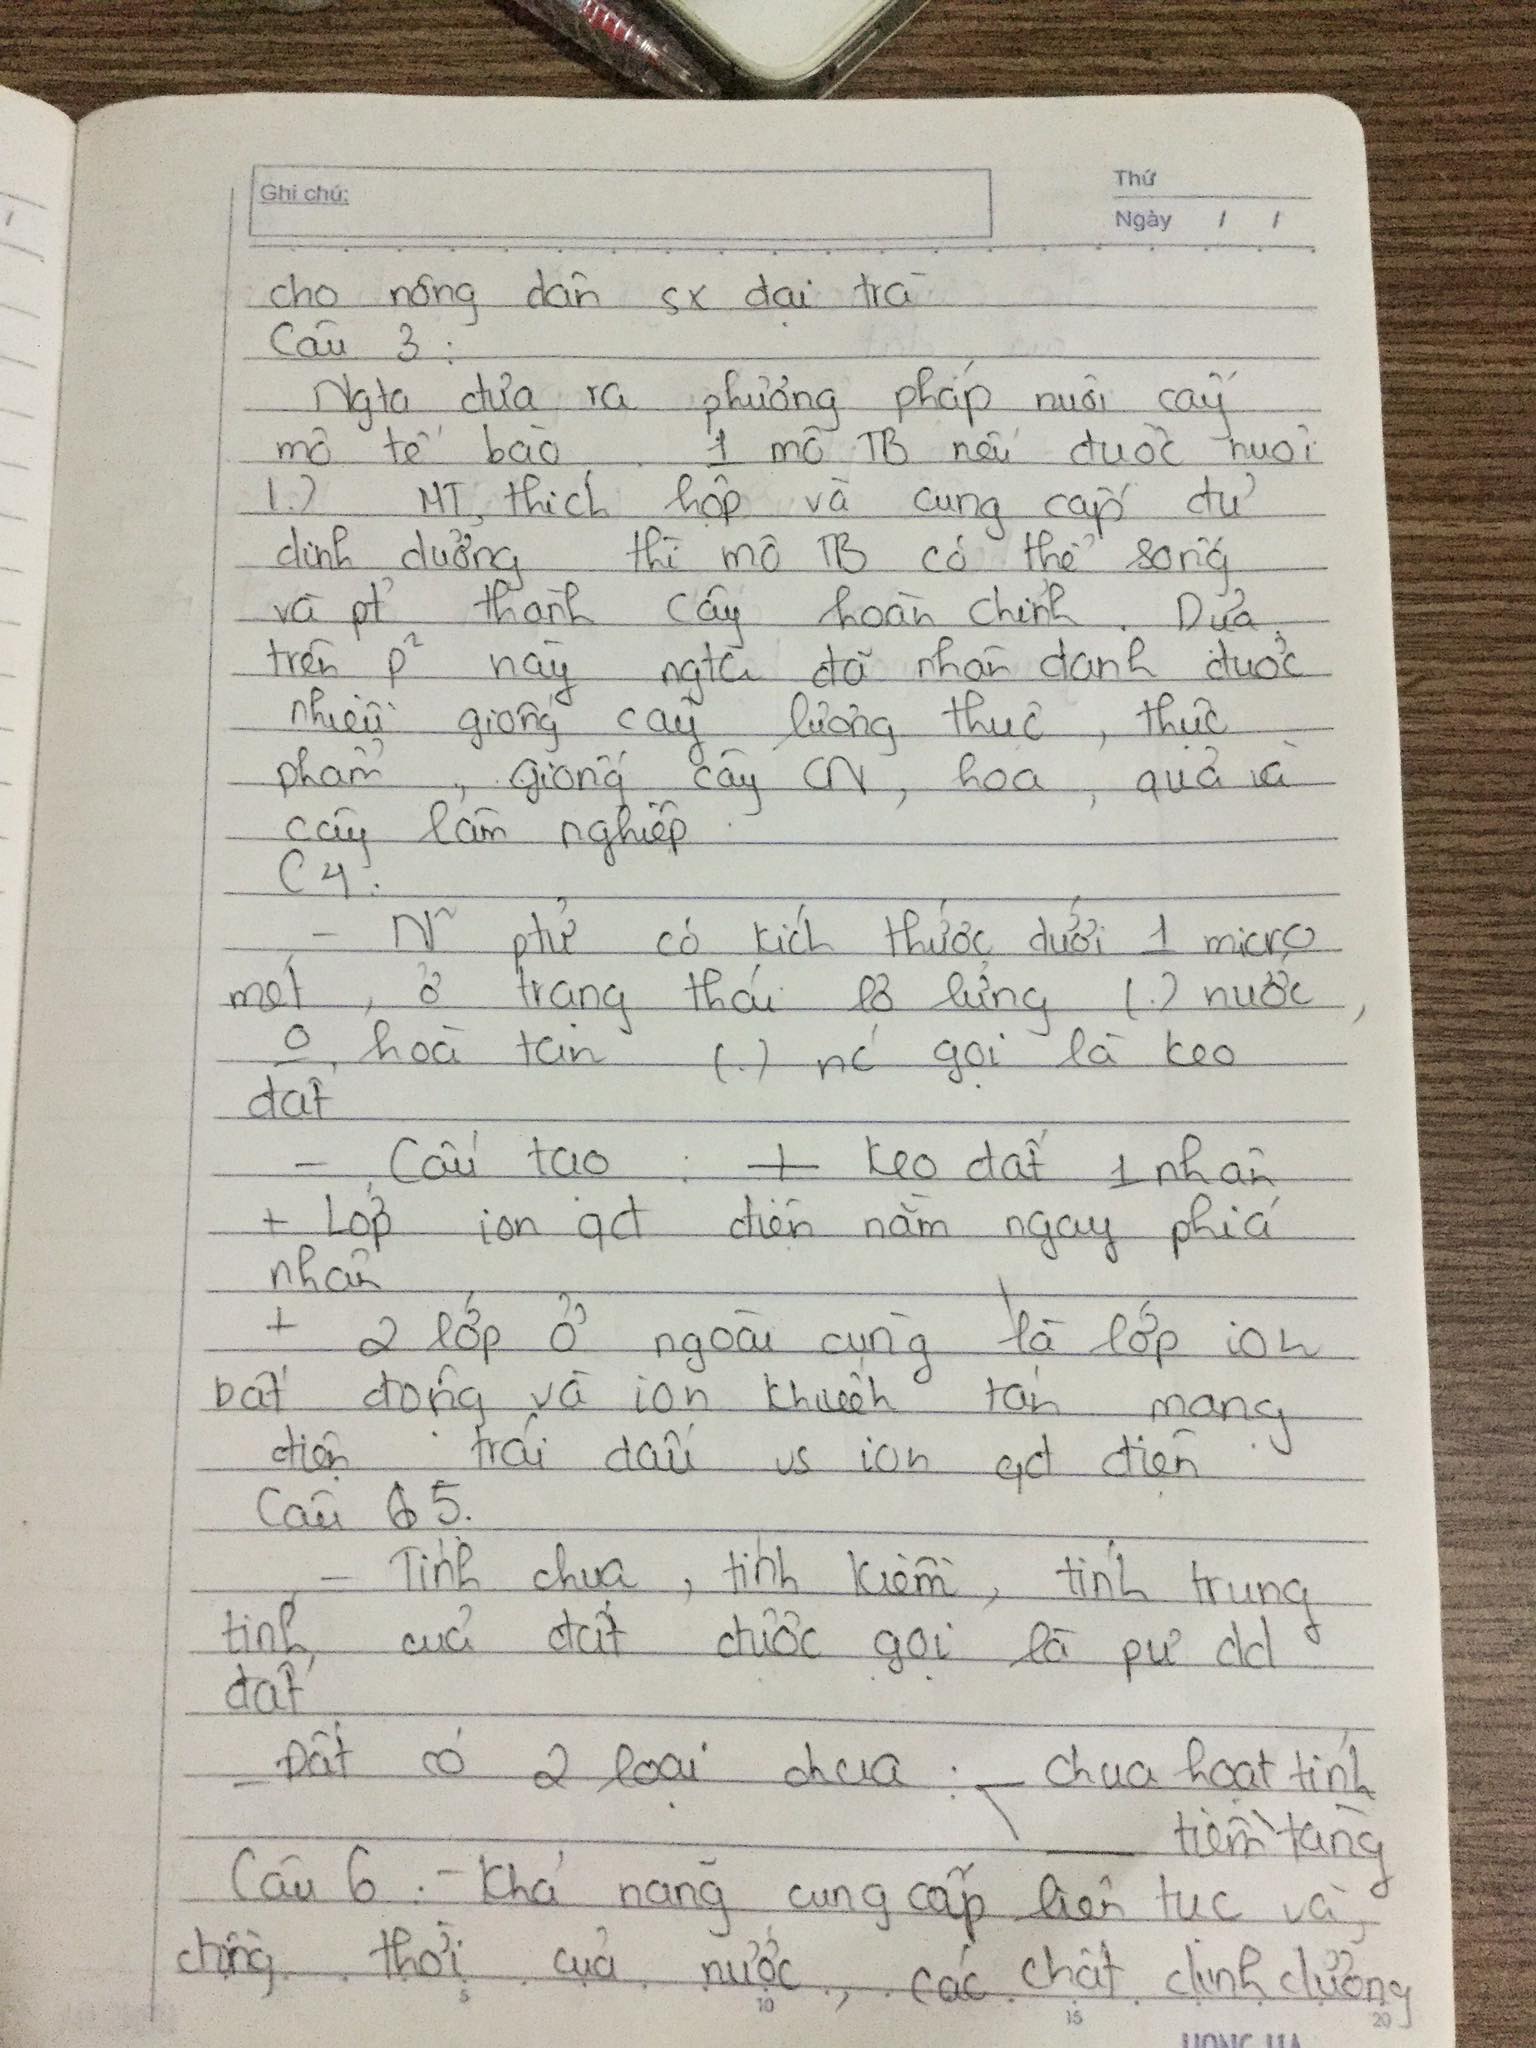 Ghi chú:
Thứ
Ngày / /
cho nông dân sx đại trà
Câu 3 :
Ngta đưa ra phương pháp nuôi cấy
mô tế bào . 1 mô TB nếu được nuôi
(.) MT thích hợp và cung cấp đủ
dinh dưỡng thì mô TB có thể sống
và pt thành cây hoàn chỉnh . Dựa
trên p² này ngta đã nhân danh được
nhiều giống cây lương thực , thực
phẩm , giống cây CN , hoa , quả và
cây lâm nghiệp .
C4 :
- N~ ptử có kích thước dưới 1 micro
met , ở trạng thái lơ lửng (.) nước ,
o hoà tan (.) nć gọi là keo
đất
- Cấu tạo : + keo đất 1 nhân
+ Lớp ion qđ điện nằm ngay phía
nhân
+ 2 lớp ở ngoài cùng là lớp ion
bất động và ion khuếch tán mang
điện trái dấu vs ion qđ điện
Câu 5.
- Tính chua , tính kiềm , tính trung
tính của đất được gọi là pư dd
đất
- Đất có 2 loại chua : - chua hoạt tính
tiềm tàng
Câu 6 : - Khả năng cung cấp liên tục và
thời của nước , các chất dinh dưỡng
5 10 15 20
HONG HA